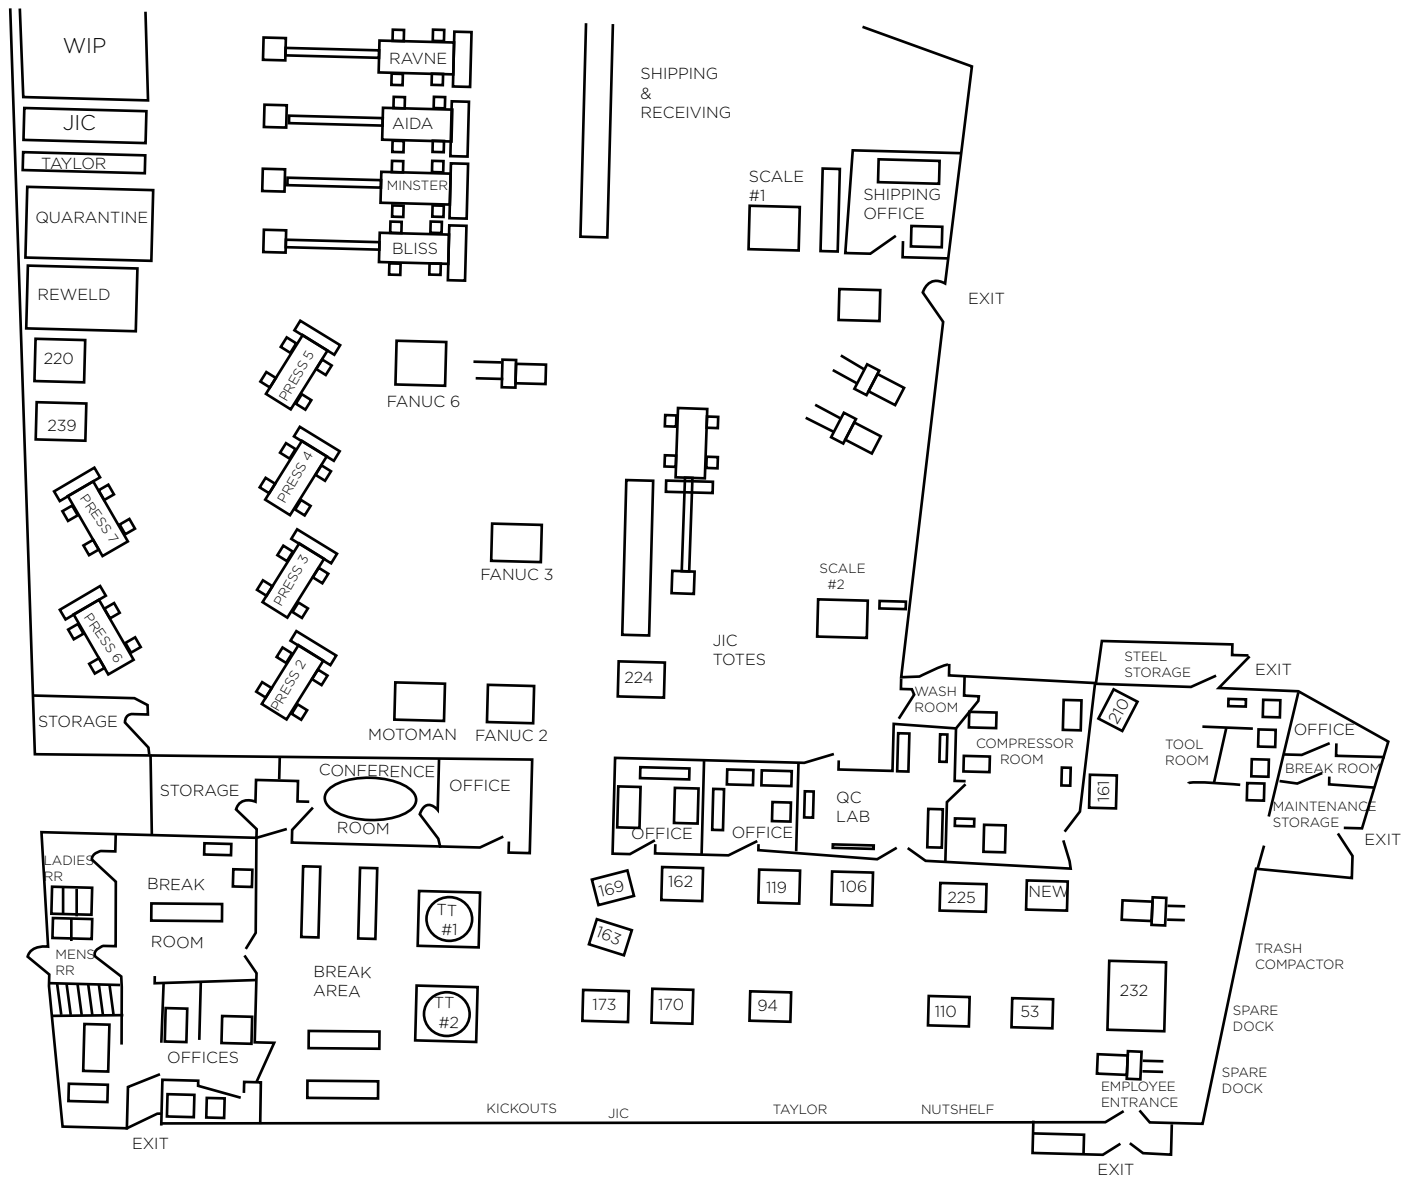 WIP
JIC
TAYLOR
QUARANTINE
REWELD
220
239
RAVNE
AIDA
MINSTER
BLISS
SHIPPING
&
RECEIVING
SCALE
#1
SHIPPING
OFFICE
EXIT
PRESS 5
FANUC 6
PRESS 4
PRESS 7
PRESS 3
FANUC 3
PRESS 6
PRESS 2
SCALE
#2
JIC
TOTES
224
MOTOMAN
FANUC 2
STORAGE
STEEL
STORAGE
EXIT
WASH
ROOM
210
COMPRESSOR
ROOM
TOOL
ROOM
OFFICE
BREAK ROOM
161
MAINTENANCE
STORAGE
EXIT
STORAGE
CONFERENCE
ROOM
OFFICE
OFFICE
OFFICE
QC
LAB
LADIES
RR
BREAK
ROOM
MENS
RR
TT
#1
TT
#2
BREAK
AREA
169
162
119
106
225
NEW
163
173
170
94
110
53
232
TRASH
COMPACTOR
SPARE
DOCK
SPARE
DOCK
OFFICES
EMPLOYEE
ENTRANCE
KICKOUTS
JIC
TAYLOR
NUTSHELF
EXIT
EXIT